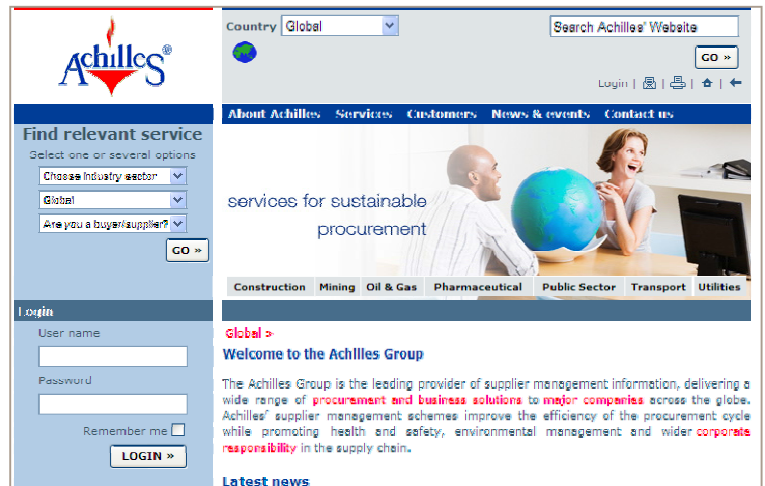 Country Global
Search Achilles' Website
Achilles®
GO »
Login | | | |
About Achilles Services Customers News & events Contact us
Find relevant service
Select one or several options
Choose industry sector
Global
Are you a buyer/supplier?
GO »
services for sustainable
procurement
Construction Mining Oil & Gas Pharmaceutical Public Sector Transport Utilities
Login
User name
Password
Remember me
LOGIN »
Global >
Welcome to the Achilles Group
The Achilles Group is the leading provider of supplier management information, delivering a
wide range of procurement and business solutions to major companies across the globe.
Achilles' supplier management schemes improve the efficiency of the procurement cycle
while promoting health and safety, environmental management and wider corporate
responsibility in the supply chain.
Latest news